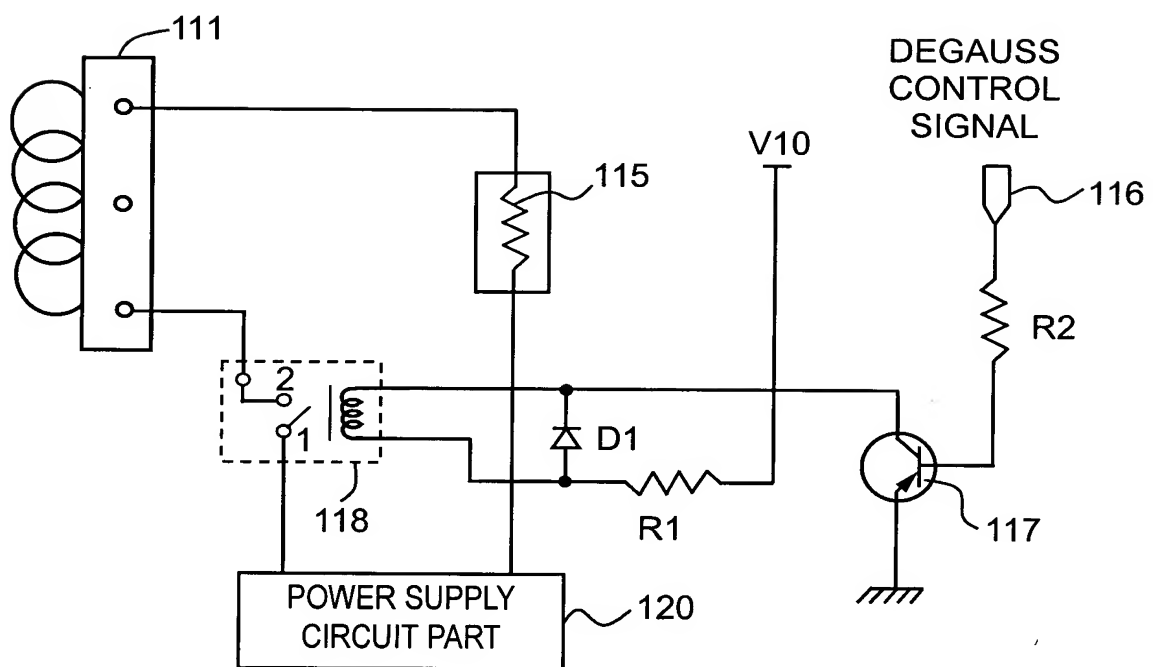 111
DEGAUSS
CONTROL
SIGNAL
V10
115
116
R2
2
1
D1
118
R1
117
POWER SUPPLY
CIRCUIT PART
120